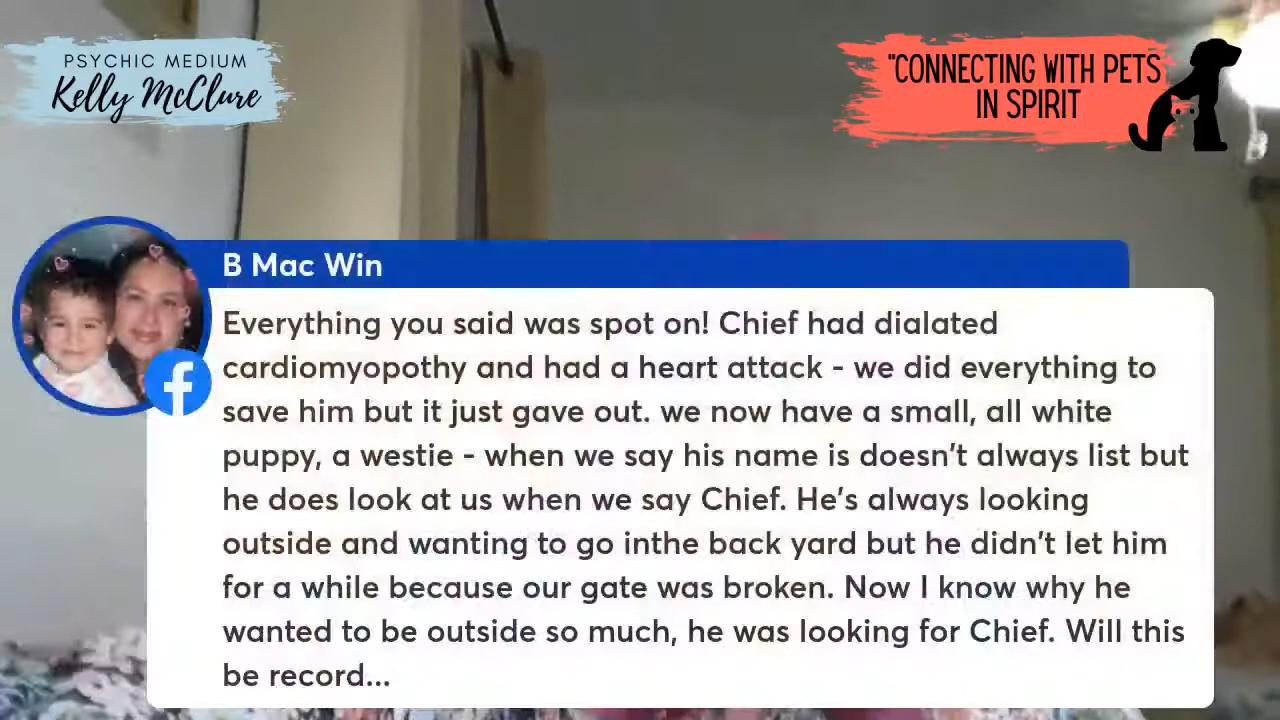 PSYCHIC MEDIUM
Kelly McClure
"CONNECTING WITH PETS
IN SPIRIT
B Mac Win
Everything you said was spot on! Chief had dialated
cardiomyopothy and had a heart attack - we did everything to
save him but it just gave out. we now have a small, all white
puppy, a westie - when we say his name is doesn't always list but
he does look at us when we say Chief. He's always looking
outside and wanting to go inthe back yard but he didn't let him
for a while because our gate was broken. Now I know why he
wanted to be outside so much, he was looking for Chief. Will this
be record...